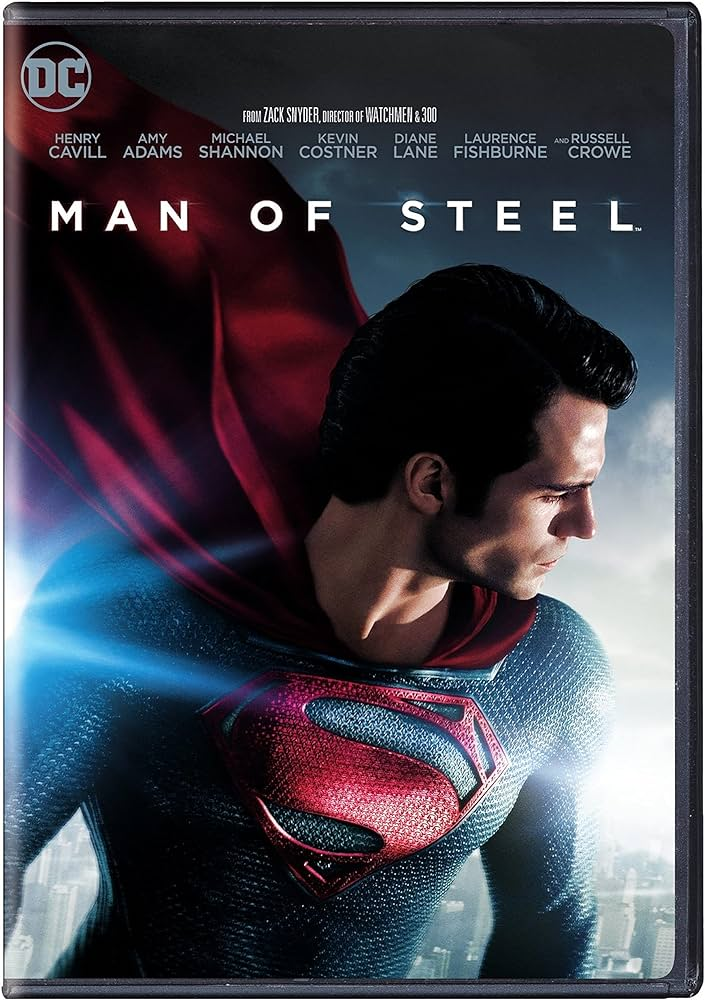 DC
FROM ZACK SNYDER, DIRECTOR OF WATCHMEN & 300
HENRY CAVILL AMY ADAMS MICHAEL SHANNON KEVIN COSTNER DIANE LANE LAURENCE FISHBURNE AND RUSSELL CROWE
MAN OF STEEL™